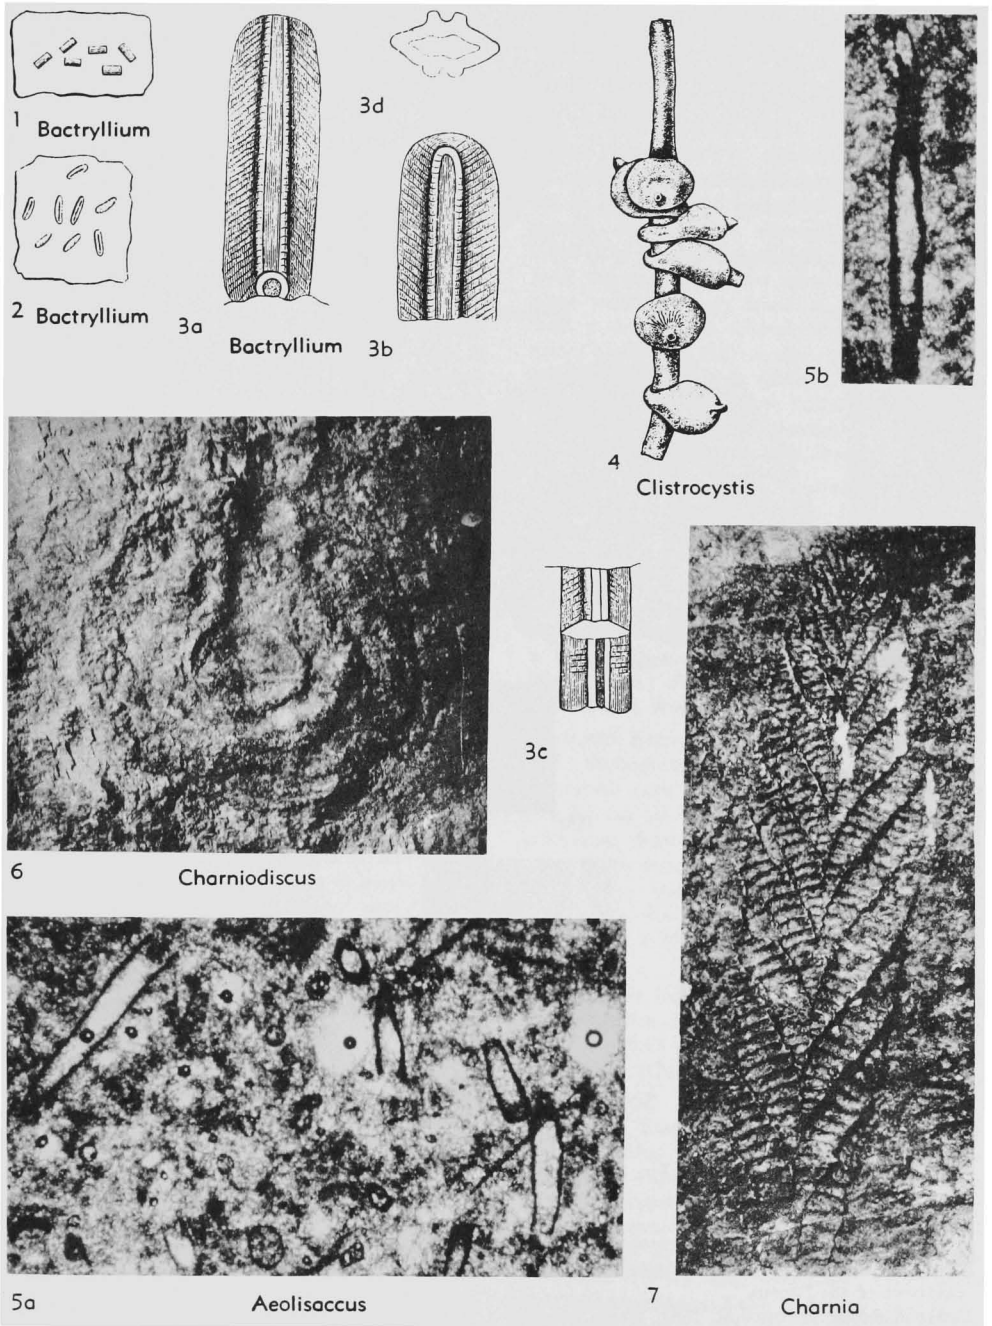 1 Bactryllium
3d
2 Bactryllium
3a
Bactryllium 3b
5b
4
Clistrocystis
3c
6
Charniodiscus
5a Aeolisaccus
7
Charnia